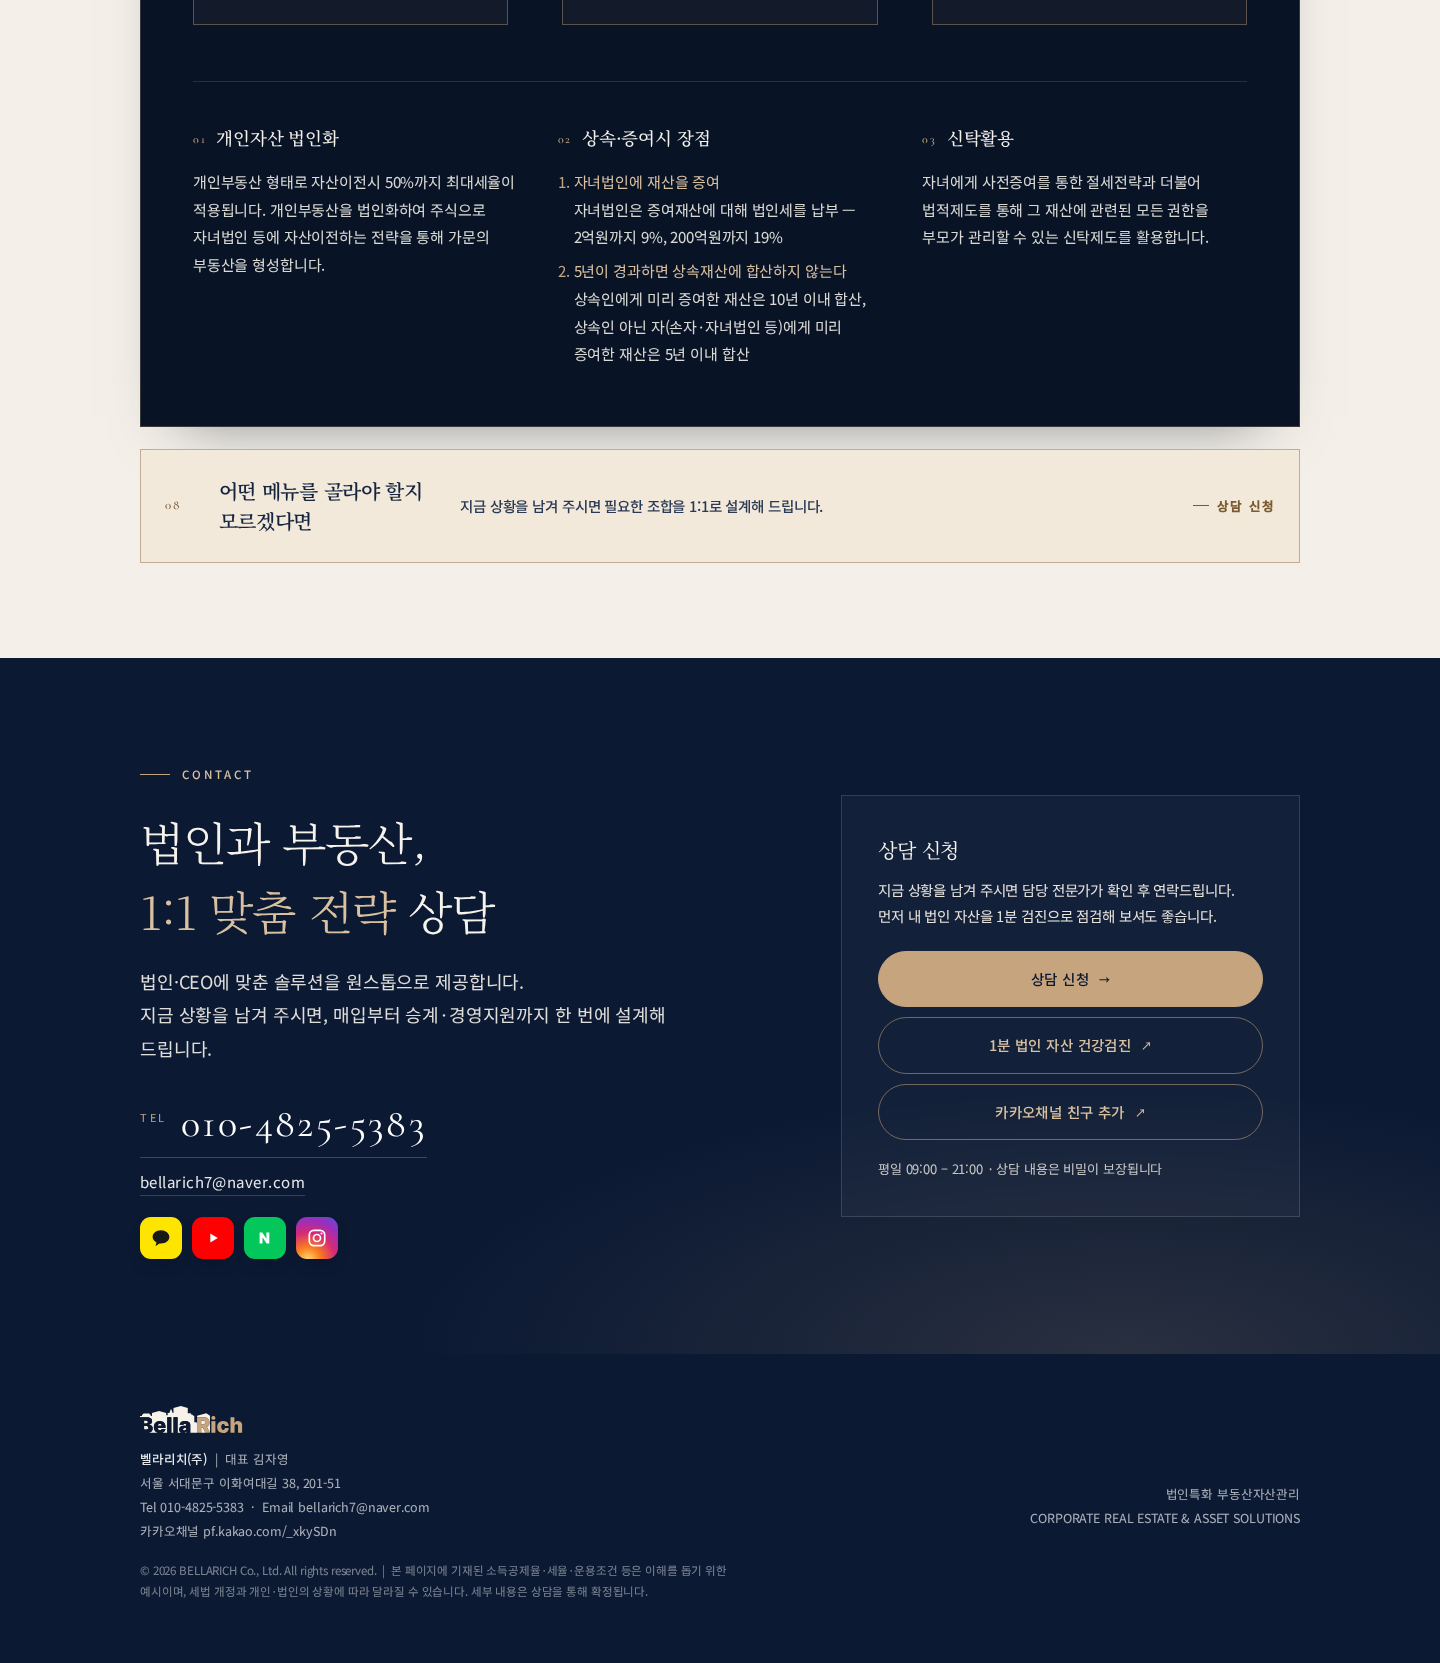 01 개인자산 법인화
개인부동산 형태로 자산이전시 50%까지 최대세율이
적용됩니다. 개인부동산을 법인화하여 주식으로
자녀법인 등에 자산이전하는 전략을 통해 가문의
부동산을 형성합니다.
02 상속·증여시 장점
1. 자녀법인에 재산을 증여
자녀법인은 증여재산에 대해 법인세를 납부 —
2억원까지 9%, 200억원까지 19%
2. 5년이 경과하면 상속재산에 합산하지 않는다
상속인에게 미리 증여한 재산은 10년 이내 합산,
상속인 아닌 자(손자·자녀법인 등)에게 미리
증여한 재산은 5년 이내 합산
03 신탁활용
자녀에게 사전증여를 통한 절세전략과 더불어
법적제도를 통해 그 재산에 관련된 모든 권한을
부모가 관리할 수 있는 신탁제도를 활용합니다.
08
어떤 메뉴를 골라야 할지
모르겠다면
지금 상황을 남겨 주시면 필요한 조합을 1:1로 설계해 드립니다.
— 상담 신청
CONTACT
법인과 부동산,
1:1 맞춤 전략 상담
법인·CEO에 맞춘 솔루션을 원스톱으로 제공합니다.
지금 상황을 남겨 주시면, 매입부터 승계·경영지원까지 한 번에 설계해
드립니다.
TEL 010-4825-5383
bellarich7@naver.com
N
상담 신청
지금 상황을 남겨 주시면 담당 전문가가 확인 후 연락드립니다.
먼저 내 법인 자산을 1분 검진으로 점검해 보셔도 좋습니다.
상담 신청 →
1분 법인 자산 건강검진 ↗
카카오채널 친구 추가 ↗
평일 09:00 – 21:00 · 상담 내용은 비밀이 보장됩니다
Bella Rich
벨라리치(주) | 대표 김자영
서울 서대문구 이화여대길 38, 201-51
Tel 010-4825-5383 · Email bellarich7@naver.com
카카오채널 pf.kakao.com/_xkySDn
© 2026 BELLARICH Co., Ltd. All rights reserved. | 본 페이지에 기재된 소득공제율·세율·운용조건 등은 이해를 돕기 위한
예시이며, 세법 개정과 개인·법인의 상황에 따라 달라질 수 있습니다. 세부 내용은 상담을 통해 확정됩니다.
법인특화 부동산자산관리
CORPORATE REAL ESTATE & ASSET SOLUTIONS